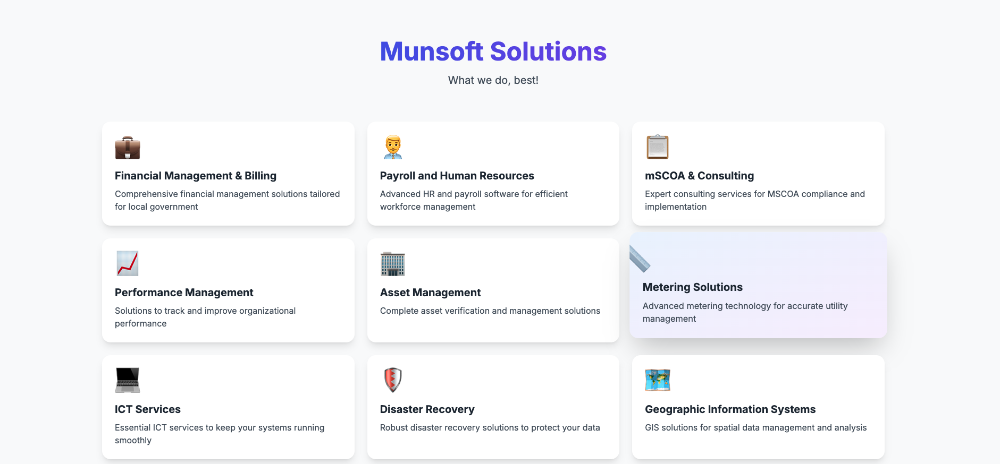 Munsoft Solutions
What we do, best!
Financial Management & Billing
Comprehensive financial management solutions tailored
for local government
Payroll and Human Resources
Advanced HR and payroll software for efficient
workforce management
mSCOA & Consulting
Expert consulting services for MSCOA compliance and
implementation
Performance Management
Solutions to track and improve organizational
performance
Asset Management
Complete asset verification and management solutions
Metering Solutions
Advanced metering technology for accurate utility
management
ICT Services
Essential ICT services to keep your systems running
smoothly
Disaster Recovery
Robust disaster recovery solutions to protect your data
Geographic Information Systems
GIS solutions for spatial data management and analysis